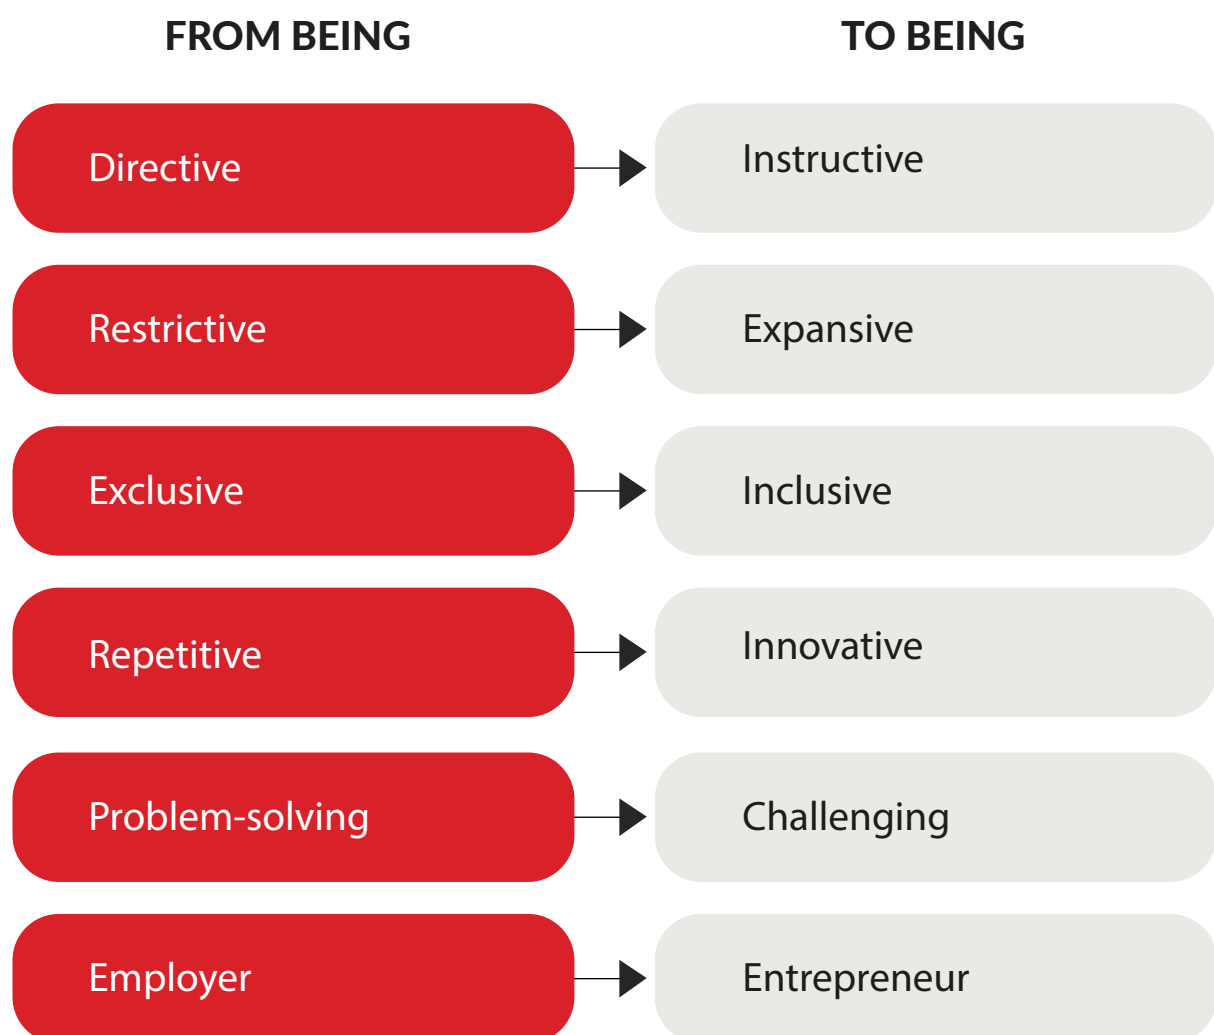 FROM BEING
TO BEING
Directive
Instructive
Restrictive
Expansive
Exclusive
Inclusive
Repetitive
Innovative
Problem-solving
Challenging
Employer
Entrepreneur